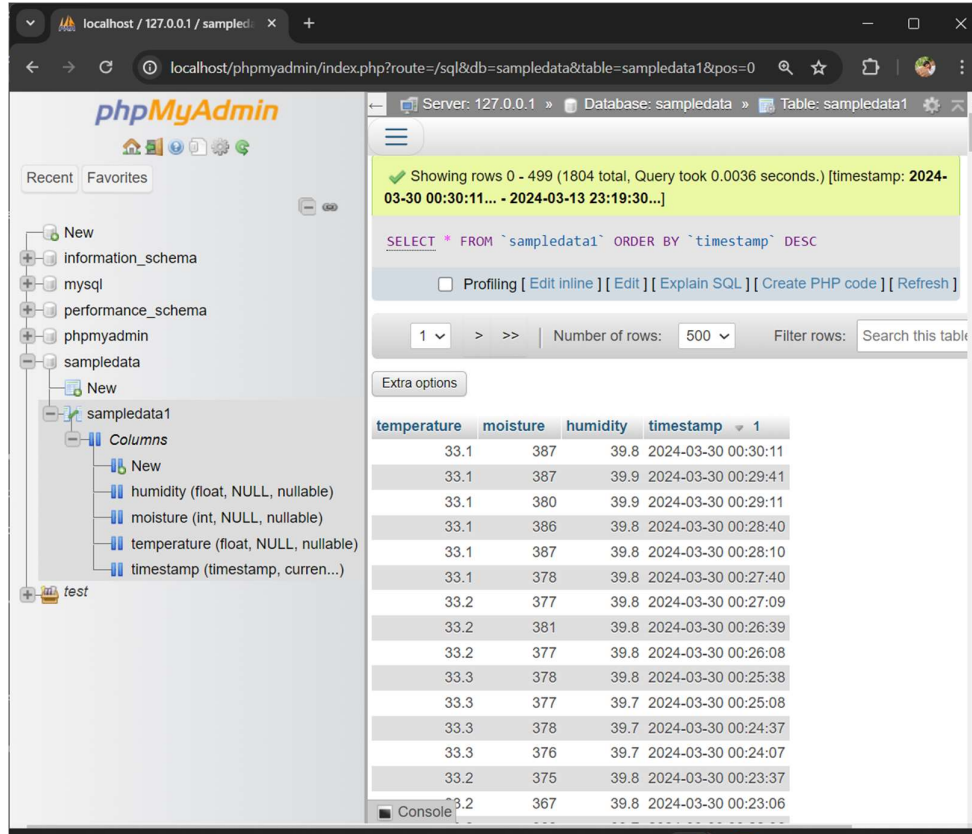 localhost / 127.0.0.1 / sampled
localhost/phpmyadmin/index.php?route=/sql&db=sampledata&table=sampledata1&pos=0
phpMyAdmin
Recent Favorites
New
information_schema
mysql
performance_schema
phpmyadmin
sampledata
New
sampledata1
Columns
New
humidity (float, NULL, nullable)
moisture (int, NULL, nullable)
temperature (float, NULL, nullable)
timestamp (timestamp, curren...)
test
Server: 127.0.0.1 » Database: sampledata » Table: sampledata1
Showing rows 0 - 499 (1804 total, Query took 0.0036 seconds.) [timestamp: 2024-
03-30 00:30:11... - 2024-03-13 23:19:30...]
SELECT * FROM `sampledata1` ORDER BY `timestamp` DESC
Profiling [ Edit inline ] [ Edit ] [ Explain SQL ] [ Create PHP code ] [ Refresh ]
1 > >> Number of rows: 500 Filter rows: Search this table
Extra options
temperature moisture humidity timestamp 1
33.1 387 39.8 2024-03-30 00:30:11
33.1 387 39.9 2024-03-30 00:29:41
33.1 380 39.9 2024-03-30 00:29:11
33.1 386 39.8 2024-03-30 00:28:40
33.1 387 39.8 2024-03-30 00:28:10
33.1 378 39.8 2024-03-30 00:27:40
33.2 377 39.8 2024-03-30 00:27:09
33.2 381 39.8 2024-03-30 00:26:39
33.2 377 39.8 2024-03-30 00:26:08
33.3 378 39.8 2024-03-30 00:25:38
33.3 377 39.7 2024-03-30 00:25:08
33.3 378 39.7 2024-03-30 00:24:37
33.3 376 39.7 2024-03-30 00:24:07
33.2 375 39.8 2024-03-30 00:23:37
3.2 367 39.8 2024-03-30 00:23:06
Console